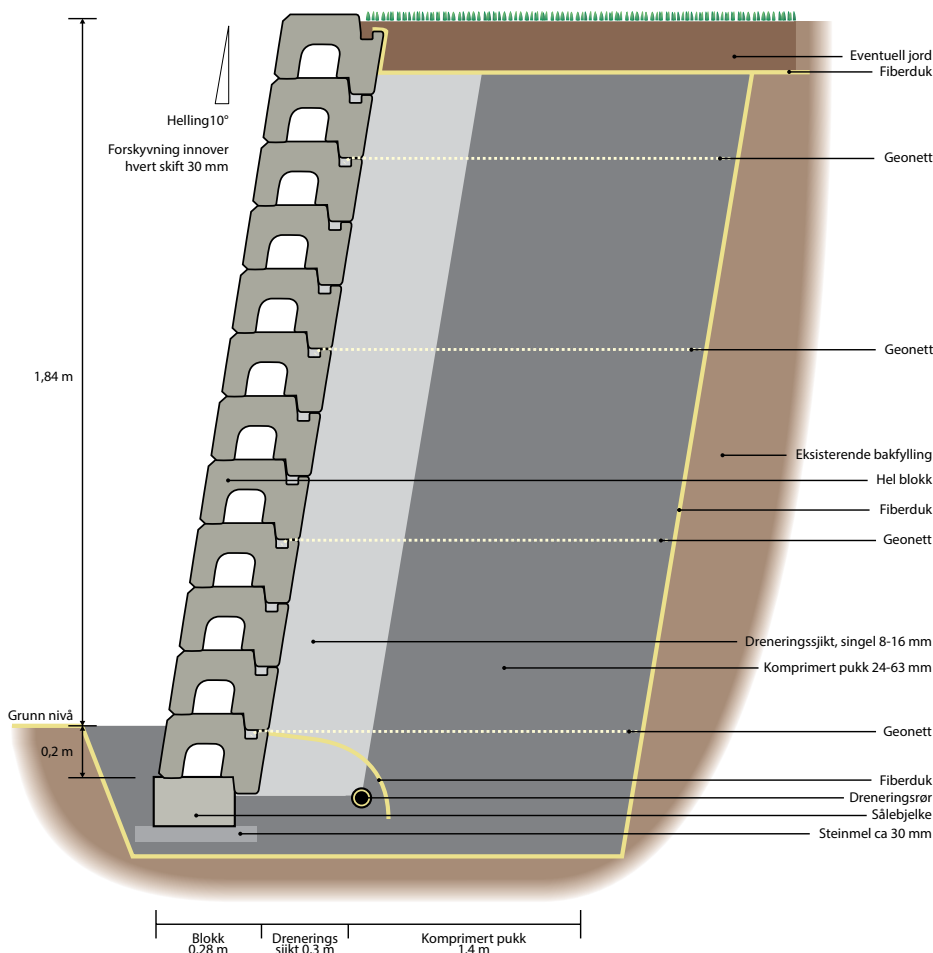 Eventuell jord
Fiberduk
Helling10°
Forskyvning innover
hvert skift 30 mm
Geonett
Geonett
1,84 m
Eksisterende bakfylling
Hel blokk
Fiberduk
Geonett
Dreneringssjikt, singel 8-16 mm
Komprimert pukk 24-63 mm
Grunn nivå
Geonett
0,2 m
Fiberduk
Dreneringsrør
Sålebjelke
Steinmel ca 30 mm
Blokk
0,28 m
Drenerings
sjikt 0,3 m
Komprimert pukk
1,4 m